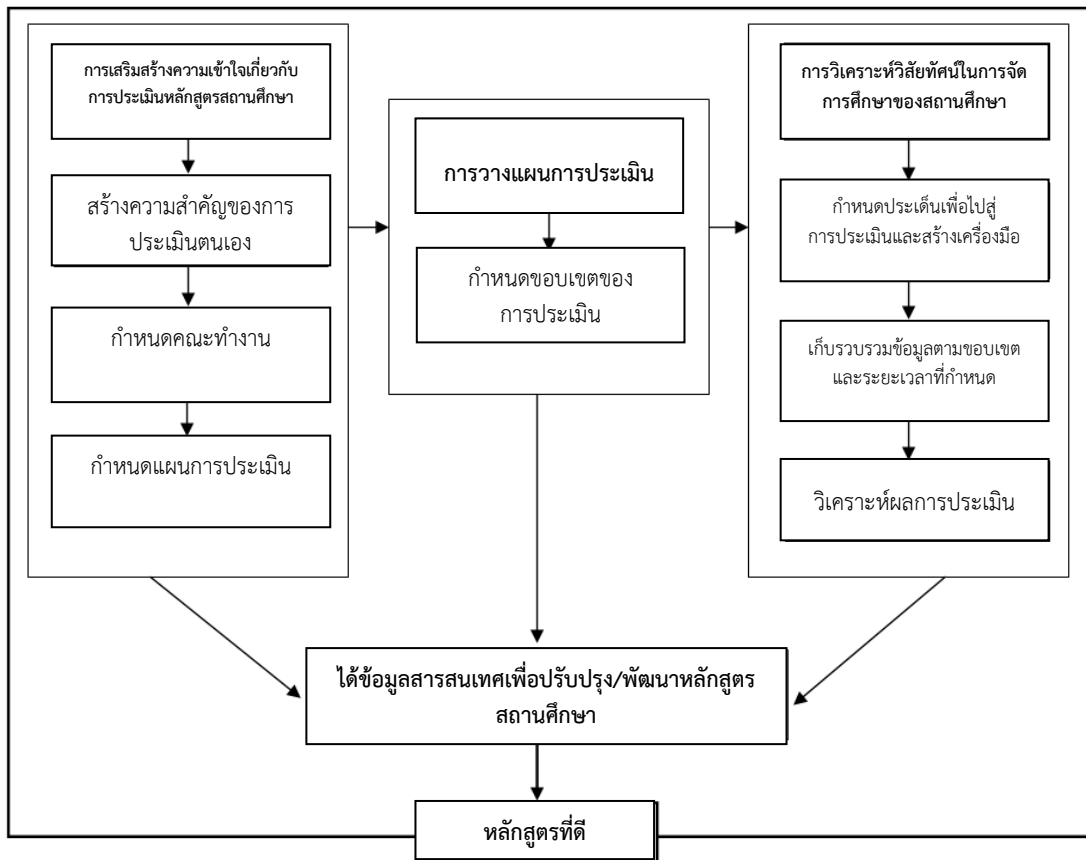 การเสริมสร้างความเข้าใจเกี่ยวกับ
การประเมินหลักสูตรสถานศึกษา
สร้างความสำคัญของการ
ประเมินตนเอง
กำหนดคณะทำงาน
กำหนดแผนการประเมิน
การวางแผนการประเมิน
กำหนดขอบเขตของ
การประเมิน
การวิเคราะห์วิสัยทัศน์ในการจัด
การศึกษาของสถานศึกษา
กำหนดประเด็นเพื่อไปสู่
การประเมินและสร้างเครื่องมือ
เก็บรวบรวมข้อมูลตามขอบเขต
และระยะเวลาที่กำหนด
วิเคราะห์ผลการประเมิน
ได้ข้อมูลสารสนเทศเพื่อปรับปรุง/พัฒนาหลักสูตร
สถานศึกษา
หลักสูตรที่ดี